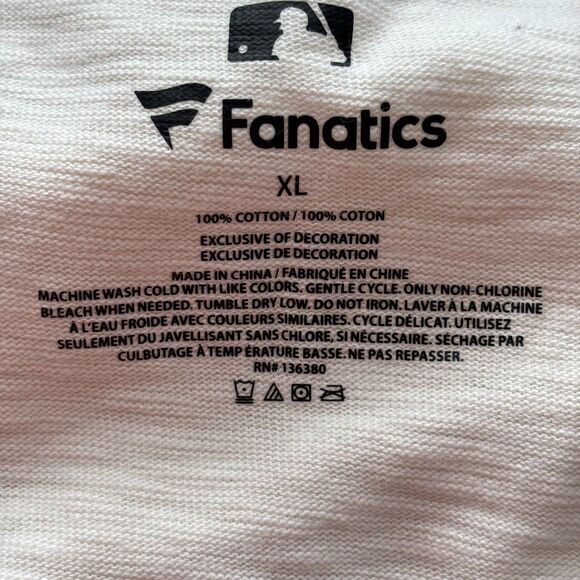 Fanatics
XL
100% COTTON / 100% COTON
EXCLUSIVE OF DECORATION
EXCLUSIVE DE DECORATION
MADE IN CHINA / FABRIQUÉ EN CHINE
MACHINE WASH COLD WITH LIKE COLORS. GENTLE CYCLE. ONLY NON-CHLORINE
BLEACH WHEN NEEDED. TUMBLE DRY LOW. DO NOT IRON. LAVER À LA MACHINE
À L'EAU FROIDE AVEC COULEURS SIMILAIRES. CYCLE DÉLICAT. UTILISEZ
SEULEMENT DU JAVELLISANT SANS CHLORE, SI NÉCESSAIRE. SÉCHAGE PAR
CULBUTAGE À TEMP ÉRATURE BASSE. NE PAS REPASSER.
RN# 136380